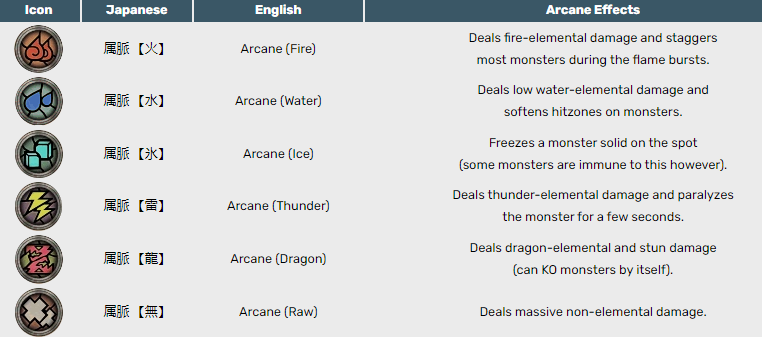 Icon Japanese English Arcane Effects
属脈【火】 Arcane (Fire) Deals fire-elemental damage and staggers
most monsters during the flame bursts.
属脈【水】 Arcane (Water) Deals low water-elemental damage and
softens hitzones on monsters.
属脈【氷】 Arcane (Ice) Freezes a monster solid on the spot
(some monsters are immune to this however).
属脈【雷】 Arcane (Thunder) Deals thunder-elemental damage and paralyzes
the monster for a few seconds.
属脈【龍】 Arcane (Dragon) Deals dragon-elemental and stun damage
(can KO monsters by itself).
属脈【無】 Arcane (Raw) Deals massive non-elemental damage.